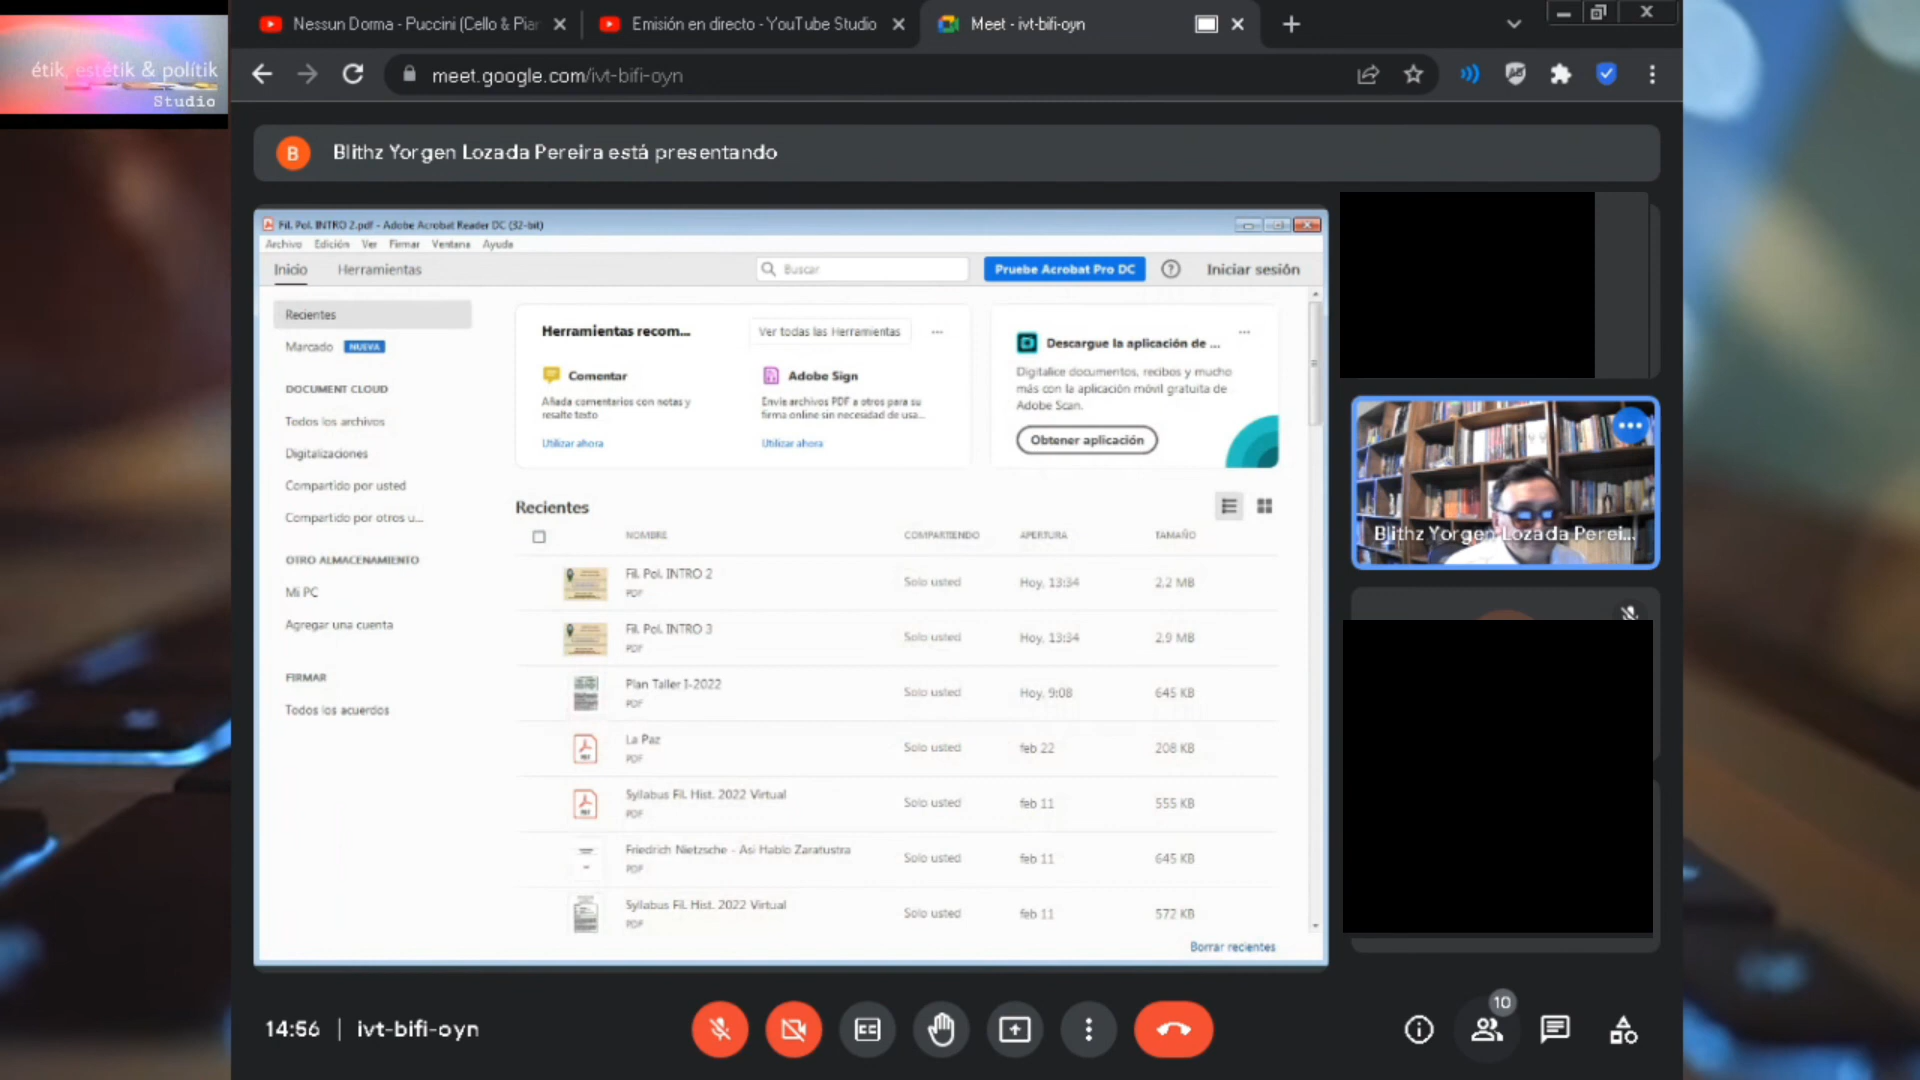 étik, estétik & polítik
Studio
Nessun Dorma - Puccini (Cello & Pia
Emisión en directo - YouTube Studio
Meet - ivt-bifi-oyn
meet.google.com/ivt-bifi-oyn
B
Blithz Yorgen Lozada Pereira está presentando
Fil. Pol. INTRO 2.pdf - Adobe Acrobat Reader DC (32-bit)
Archivo Edición Ver Firmar Ventana Ayuda
Inicio Herramientas
Buscar
Pruebe Acrobat Pro DC
Iniciar sesión
Recientes
Marcado NUEVA
DOCUMENT CLOUD
Todos los archivos
Digitalizaciones
Compartido por usted
Compartido por otros u...
OTRO ALMACENAMIENTO
Mi PC
Agregar una cuenta
FIRMAR
Todos los acuerdos
Herramientas recom...
Ver todas las Herramientas
Comentar
Añada comentarios con notas y
resalte texto
Utilizar ahora
Adobe Sign
Envíe archivos PDF a otros para su
firma online sin necesidad de usa...
Utilizar ahora
Descargue la aplicación de ...
Digitalice documentos, recibos y mucho
más con la aplicación móvil gratuita de
Adobe Scan.
Obtener aplicación
Recientes
NOMBRE COMPARTIENDO APERTURA TAMAÑO
Fil. Pol. INTRO 2
PDF
Solo usted Hoy, 13:34 2,2 MB
Fil. Pol. INTRO 3
PDF
Solo usted Hoy, 13:34 2,9 MB
Plan Taller I-2022
PDF
Solo usted Hoy, 9:08 645 KB
La Paz
PDF
Solo usted feb 22 208 KB
Syllabus Fil. Hist. 2022 Virtual
PDF
Solo usted feb 11 555 KB
Friedrich Nietzsche - Asi Hablo Zaratustra
PDF
Solo usted feb 11 645 KB
Syllabus Fil. Hist. 2022 Virtual
PDF
Solo usted feb 11 572 KB
Borrar recientes
Blithz Yorgen Lozada Perei...
14:56 | ivt-bifi-oyn
10